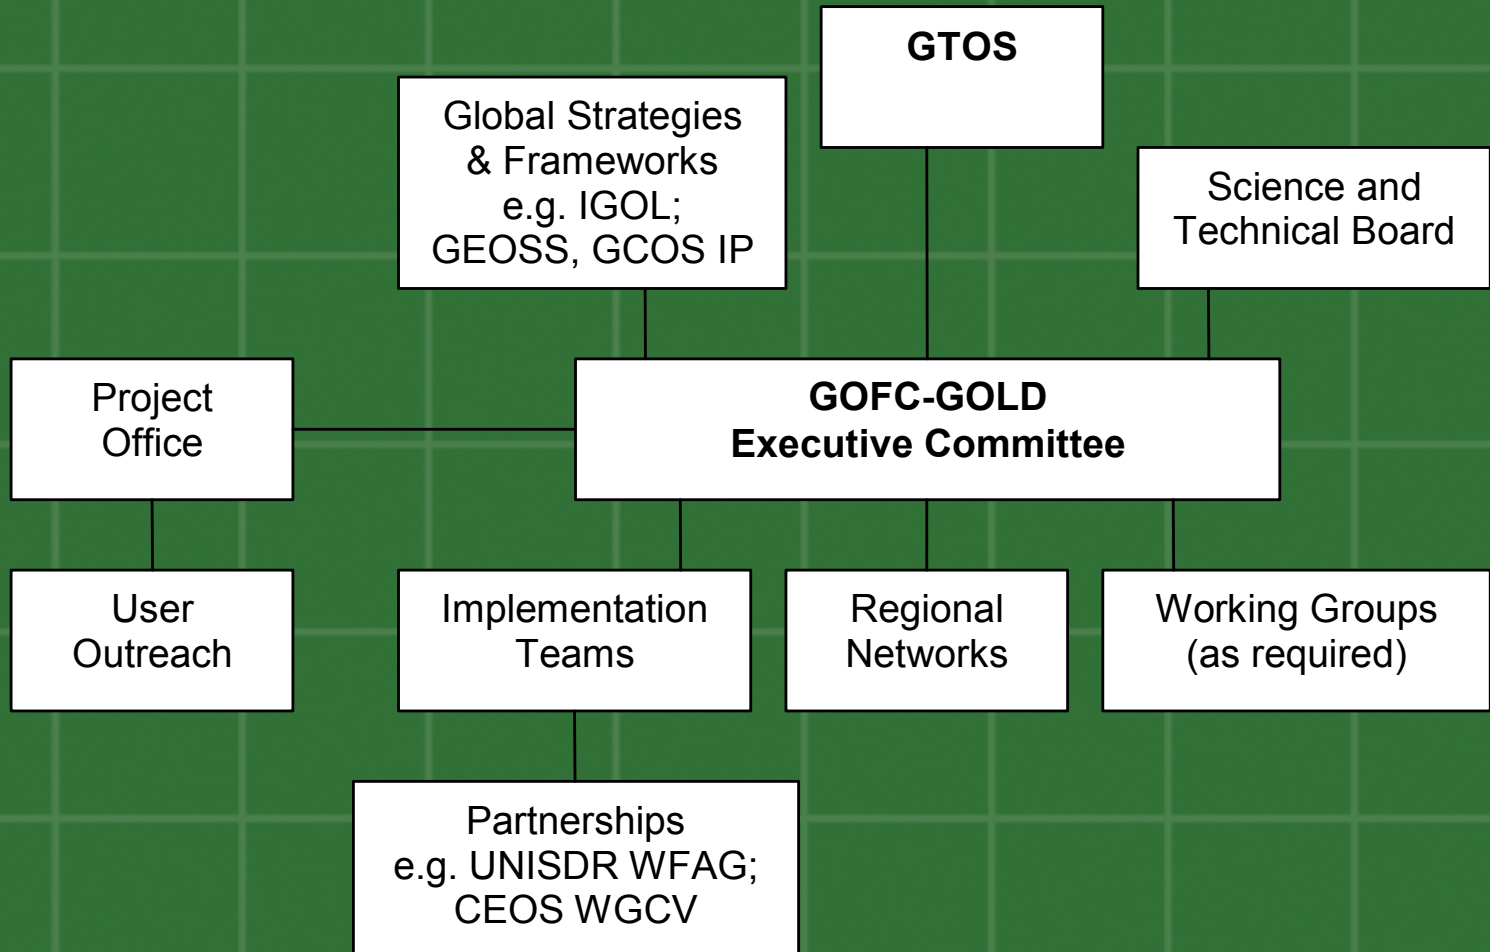 GTOS
Global Strategies
& Frameworks
e.g. IGOL;
GEOSS, GCOS IP
Science and
Technical Board
Project
Office
GOFC-GOLD
Executive Committee
User
Outreach
Implementation
Teams
Regional
Networks
Working Groups
(as required)
Partnerships
e.g. UNISDR WFAG;
CEOS WGCV